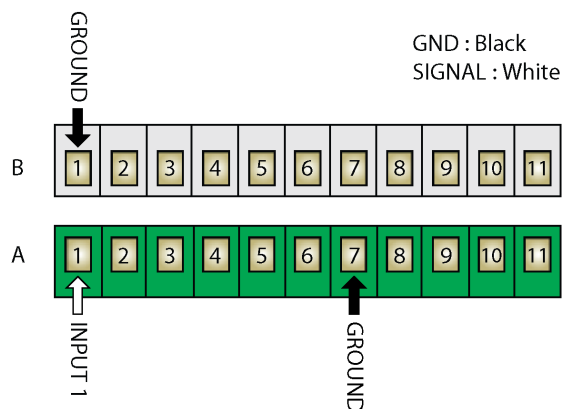 GROUND
GND : Black
SIGNAL : White
B
1 2 3 4 5 6 7 8 9 10 11
A
1 2 3 4 5 6 7 8 9 10 11
INPUT 1
GROUND